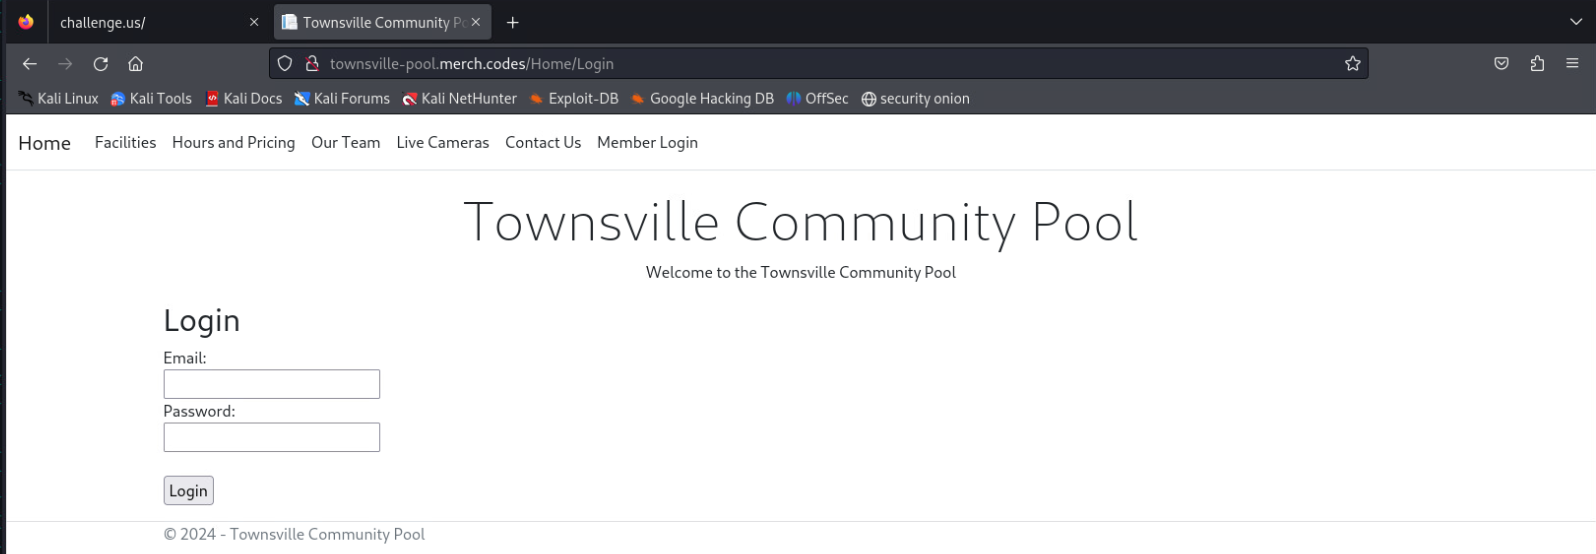 challenge.us/
Townsville Community Po
townsville-pool.merch.codes/Home/Login
Kali Linux Kali Tools Kali Docs Kali Forums Kali NetHunter Exploit-DB Google Hacking DB OffSec security onion
Home Facilities Hours and Pricing Our Team Live Cameras Contact Us Member Login
Townsville Community Pool
Welcome to the Townsville Community Pool
Login
Email:
Password:
Login
© 2024 - Townsville Community Pool